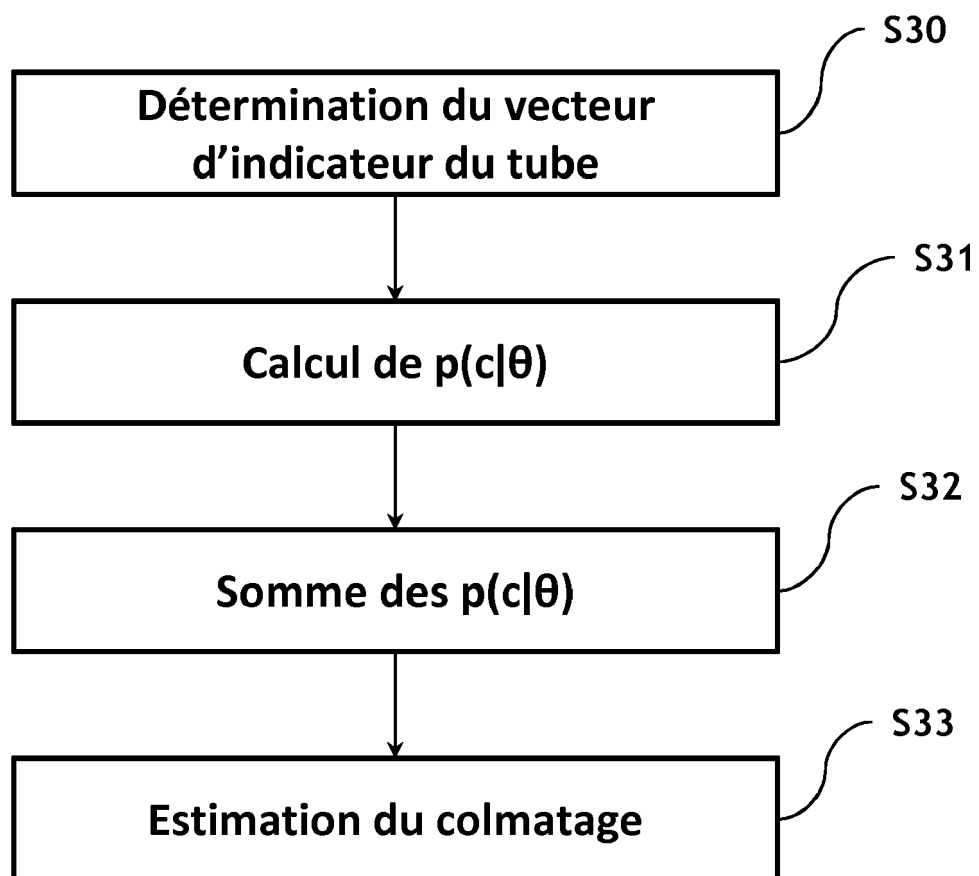 S30
Détermination du vecteur
d'indicateur du tube
S31
Calcul de p(c|θ)
S32
Somme des p(c|θ)
S33
Estimation du colmatage